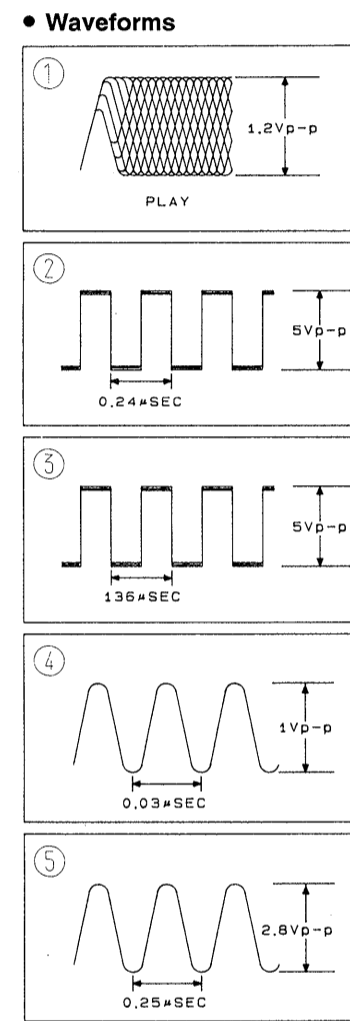 • Waveforms
1
1.2Vp-p
PLAY
2
5Vp-p
0.24μSEC
3
5Vp-p
136μSEC
4
1Vp-p
0.03μSEC
5
2.8Vp-p
0.25μSEC